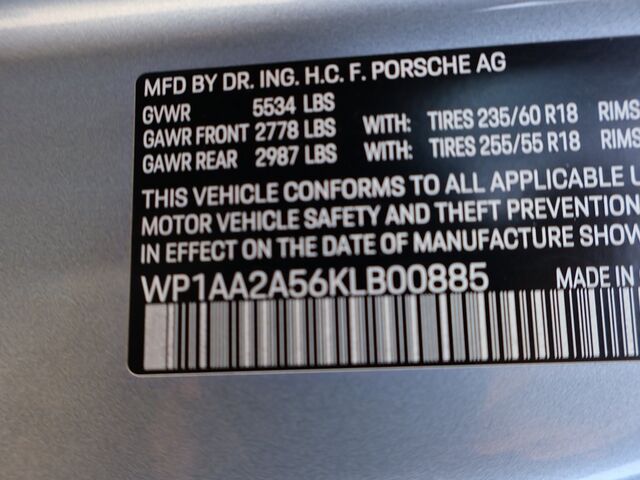 MFD BY DR. ING. H.C. F. PORSCHE AG
GVWR 5534 LBS
GAWR FRONT 2778 LBS WITH: TIRES 235/60 R18 RIMS
GAWR REAR 2987 LBS WITH: TIRES 255/55 R18 RIMS
THIS VEHICLE CONFORMS TO ALL APPLICABLE U
MOTOR VEHICLE SAFETY AND THEFT PREVENTION
IN EFFECT ON THE DATE OF MANUFACTURE SHOW
WP1AA2A56KLB00885 MADE IN